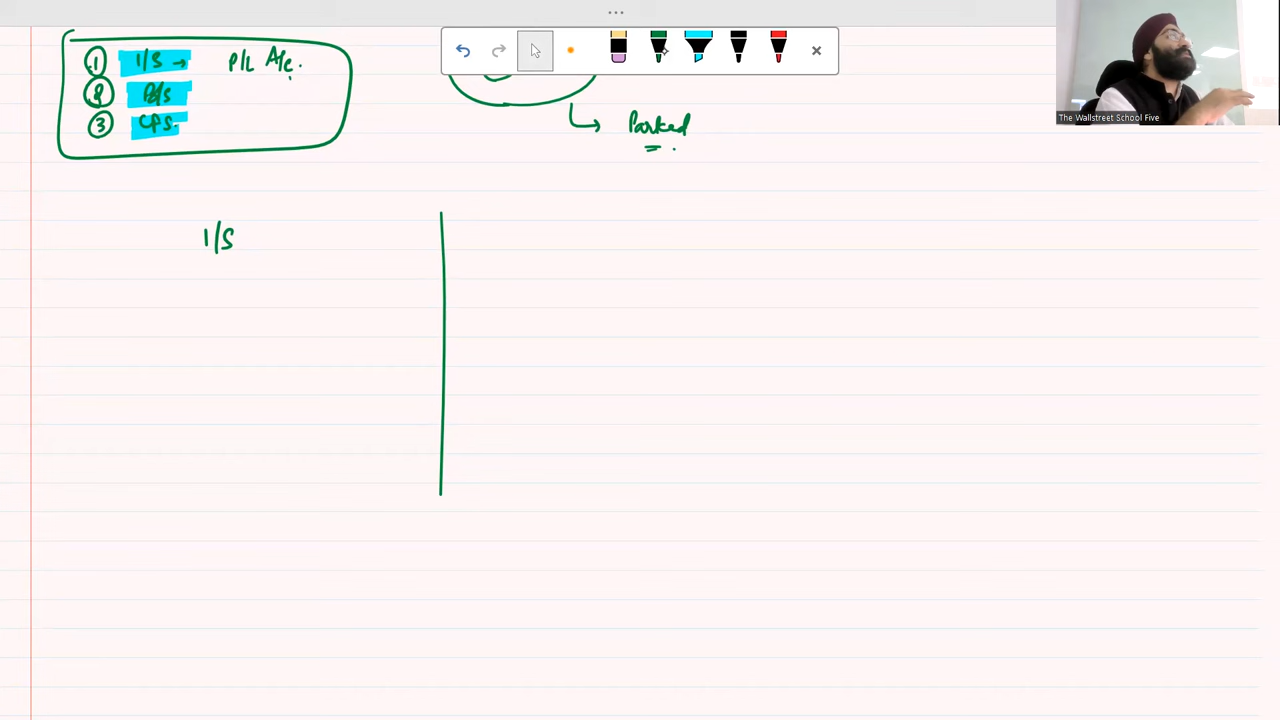 1 I/S → P/L A/c.
2 B/S
3 CFS.
Parked
I/S
The Wallstreet School Five